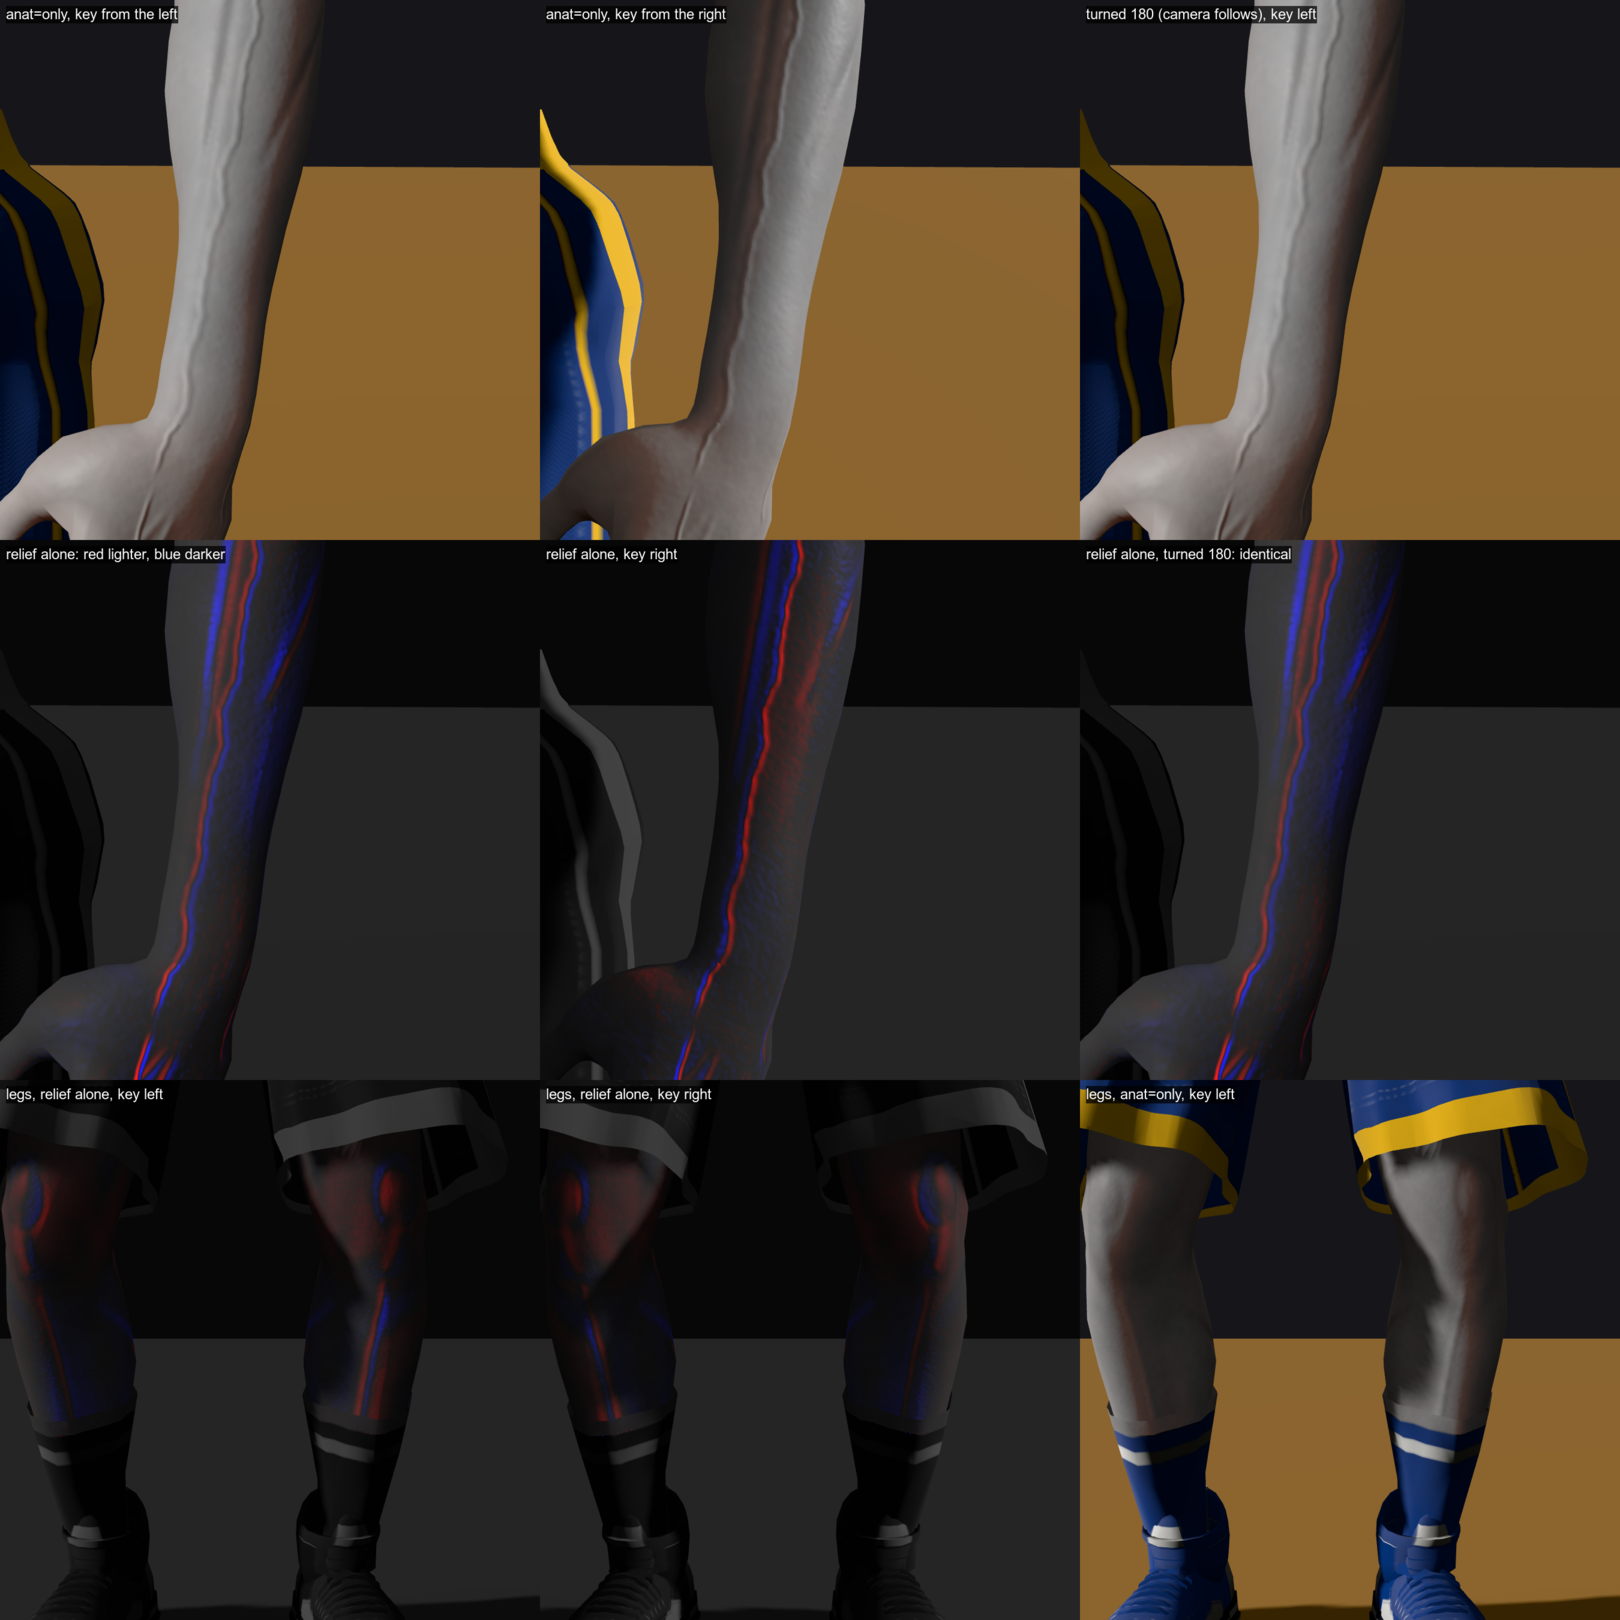 anat=only, key from the left
anat=only, key from the right
turned 180 (camera follows), key left
relief alone: red lighter, blue darker
relief alone, key right
relief alone, turned 180: identical
legs, relief alone, key left
legs, relief alone, key right
legs, anat=only, key left